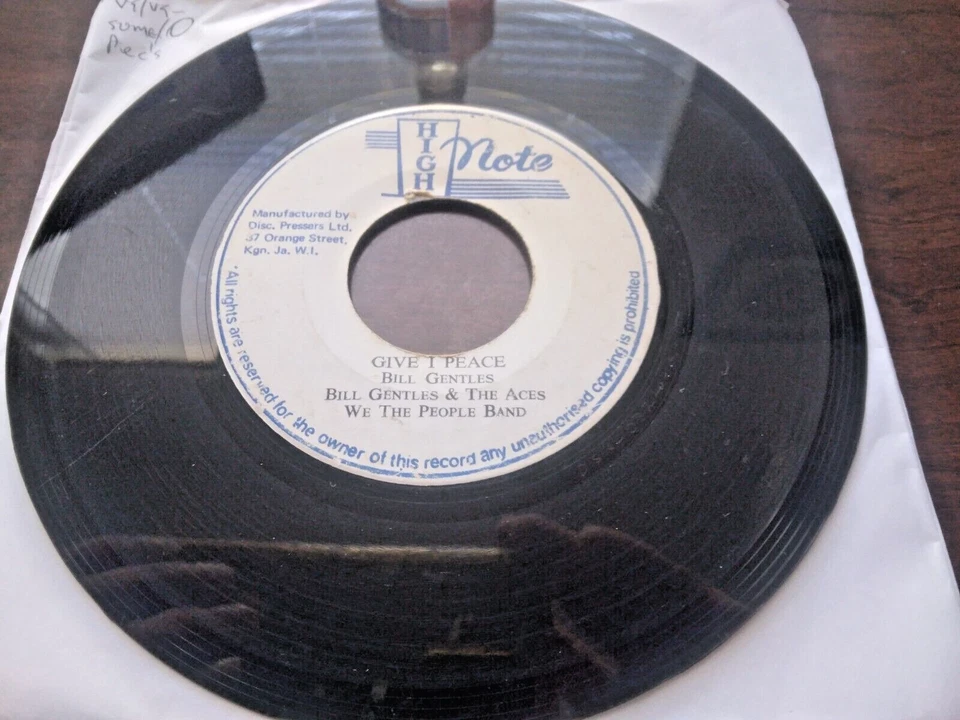 HIGH Note
Manufactured by
Disc. Pressers Ltd.
37 Orange Street,
Kgn. Ja. W.I.
GIVE I PEACE
BILL GENTLES
BILL GENTLES & THE ACES
WE THE PEOPLE BAND
All rights are reserved for the owner of this record any unauthorised copying is prohibited